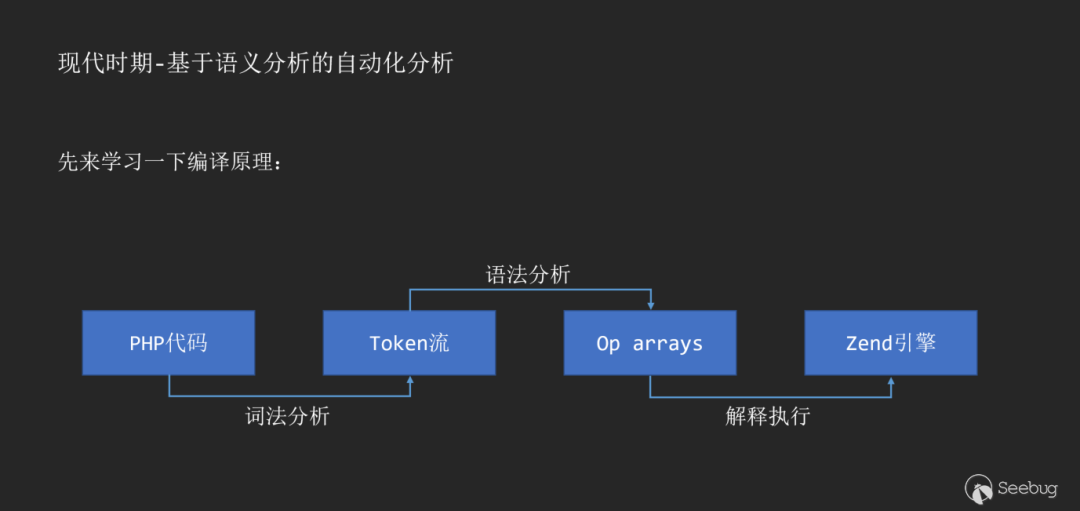 现代时期-基于语义分析的自动化分析
先来学习一下编译原理:
语法分析
PHP代码
Token流
Op arrays
Zend引擎
词法分析
解释执行
Seebug